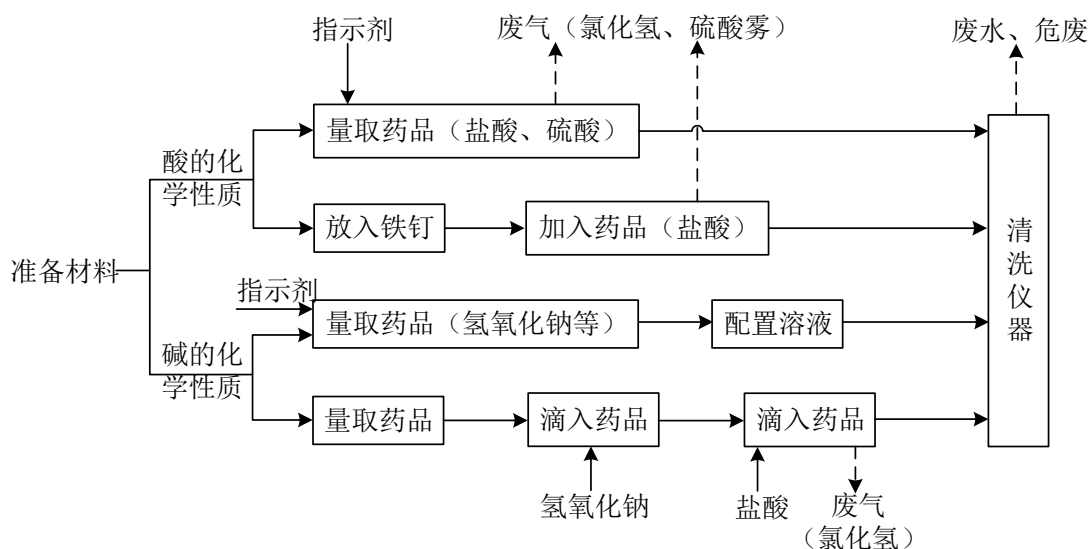 指示剂
废气（氯化氢、硫酸雾）
废水、危废
量取药品（盐酸、硫酸）
酸的化
学性质
放入铁钉
加入药品（盐酸）
清洗仪器
准备材料
指示剂
量取药品（氢氧化钠等）
配置溶液
碱的化
学性质
量取药品
滴入药品
滴入药品
氢氧化钠
盐酸
废气
（氯化氢）